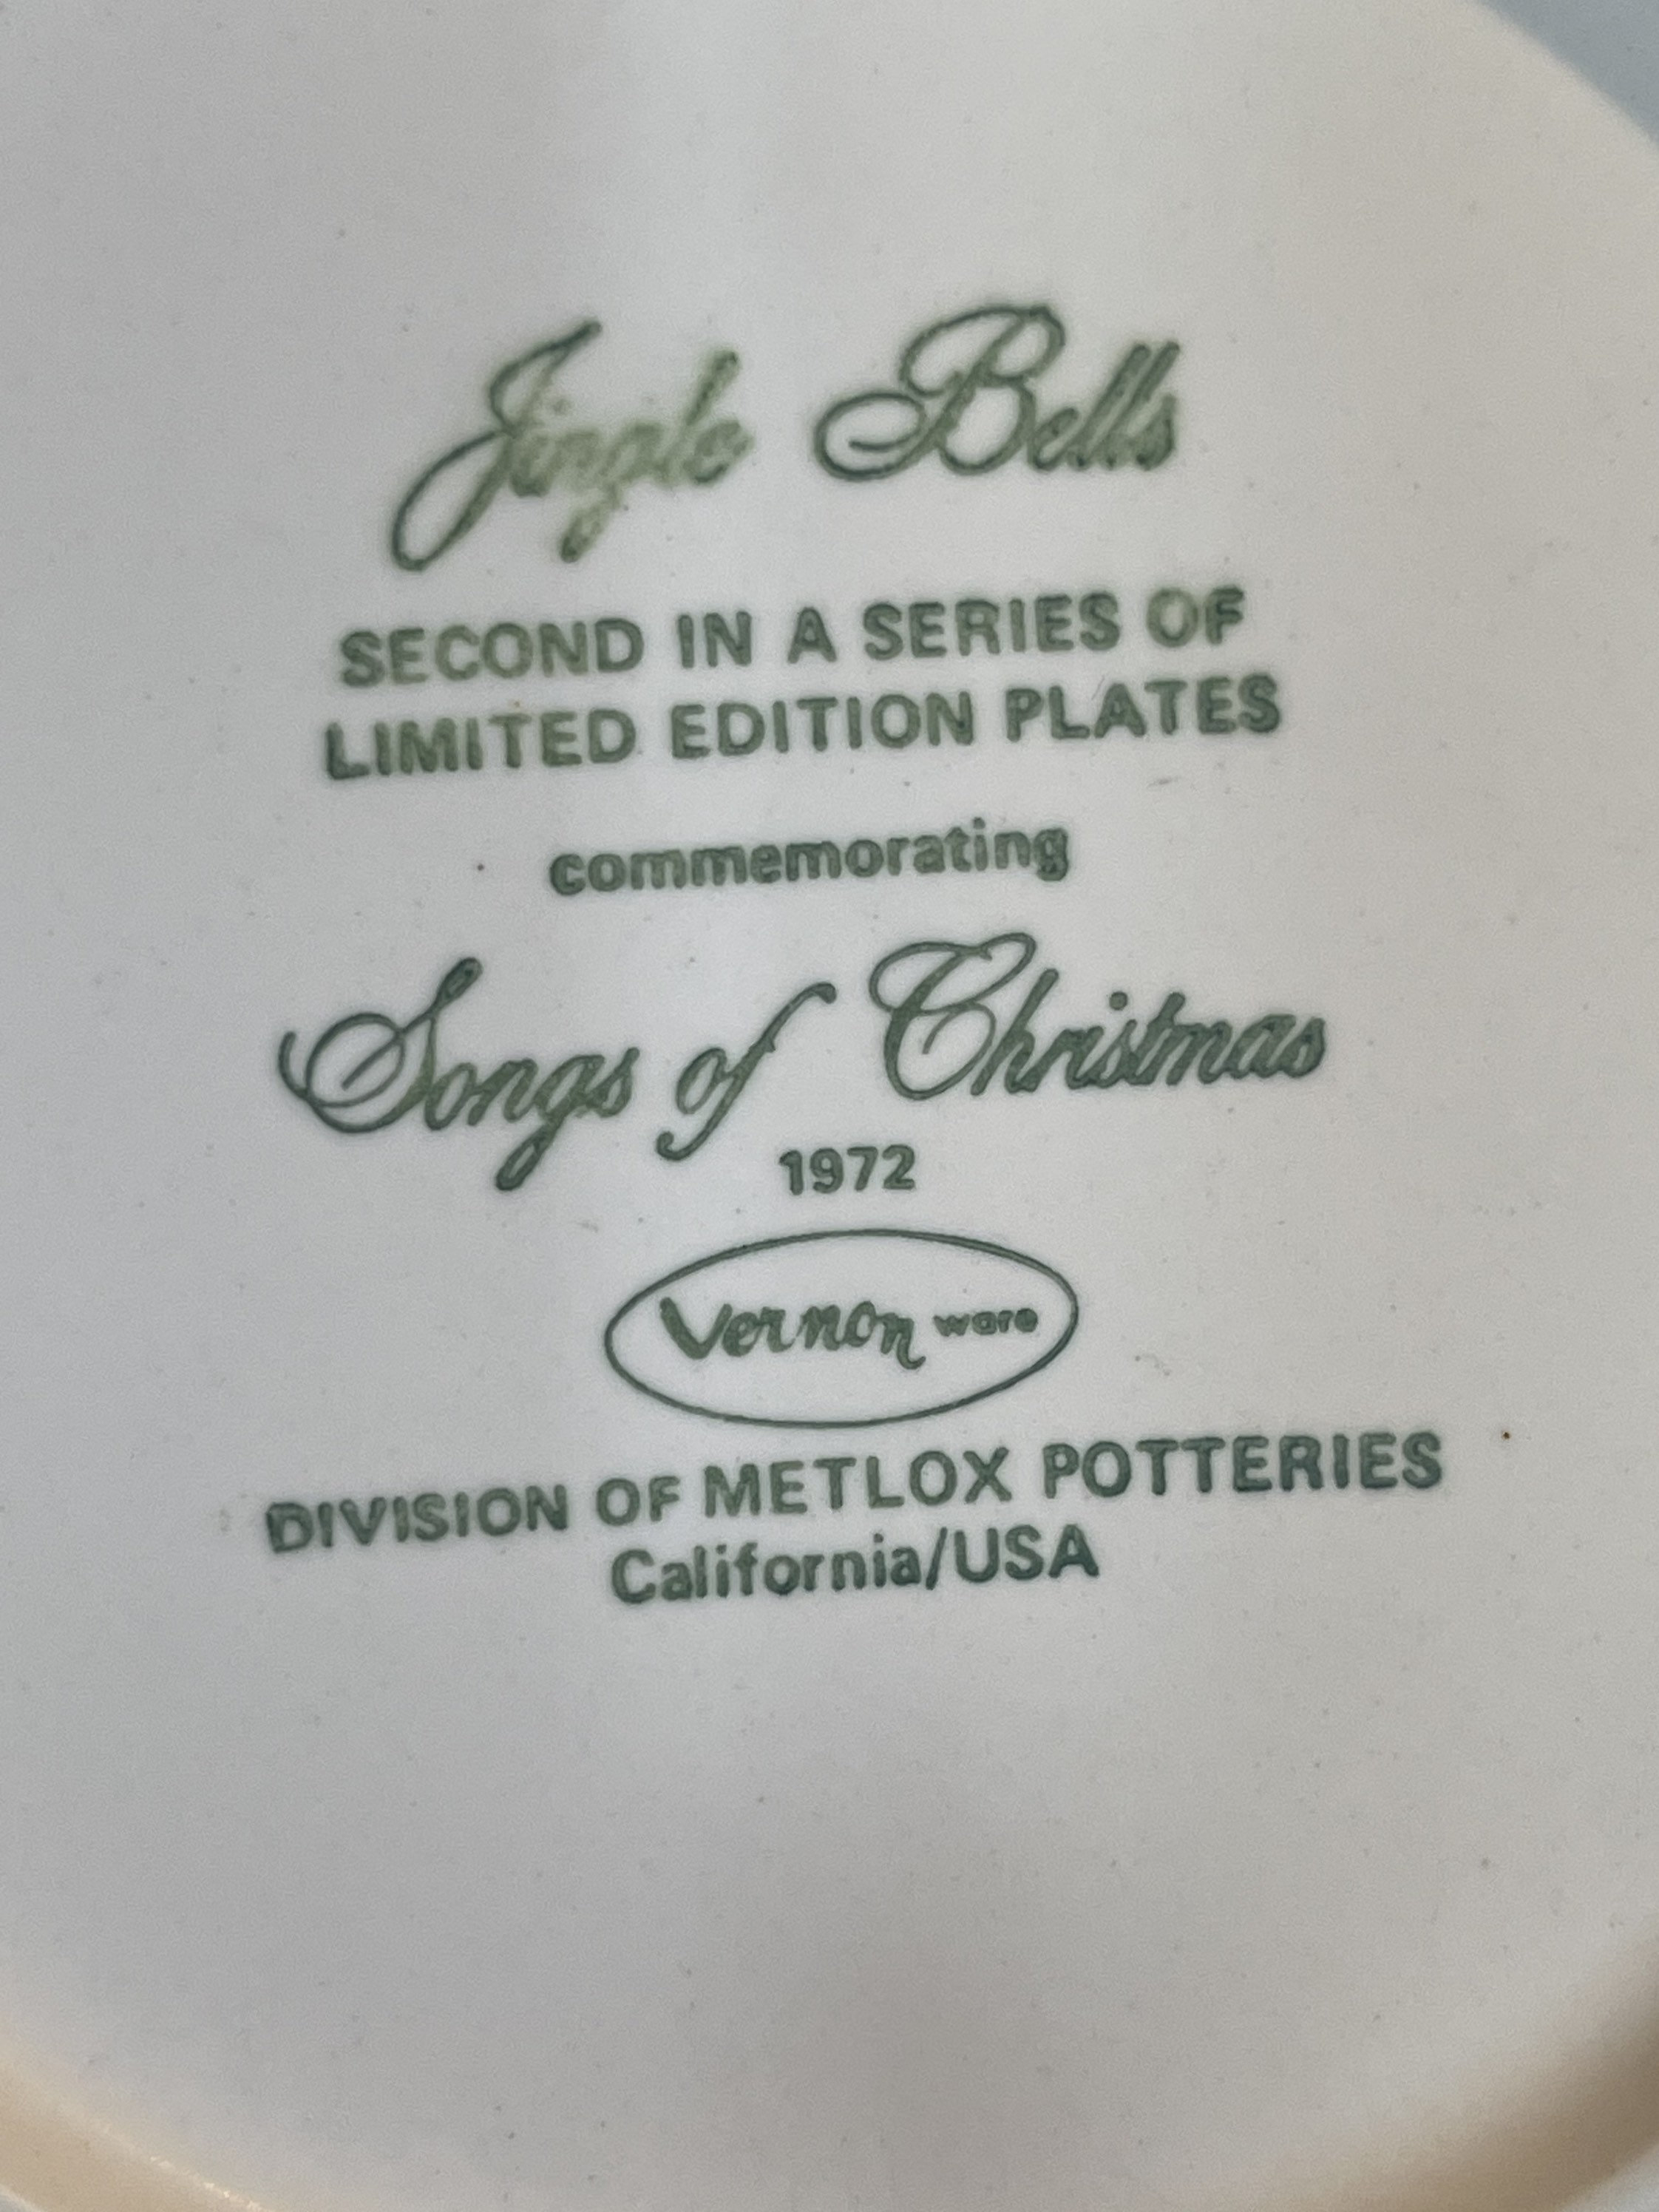 Jingle Bells
SECOND IN A SERIES OF
LIMITED EDITION PLATES
commemorating
Songs of Christmas
1972
Vernon ware
DIVISION OF METLOX POTTERIES
California/USA